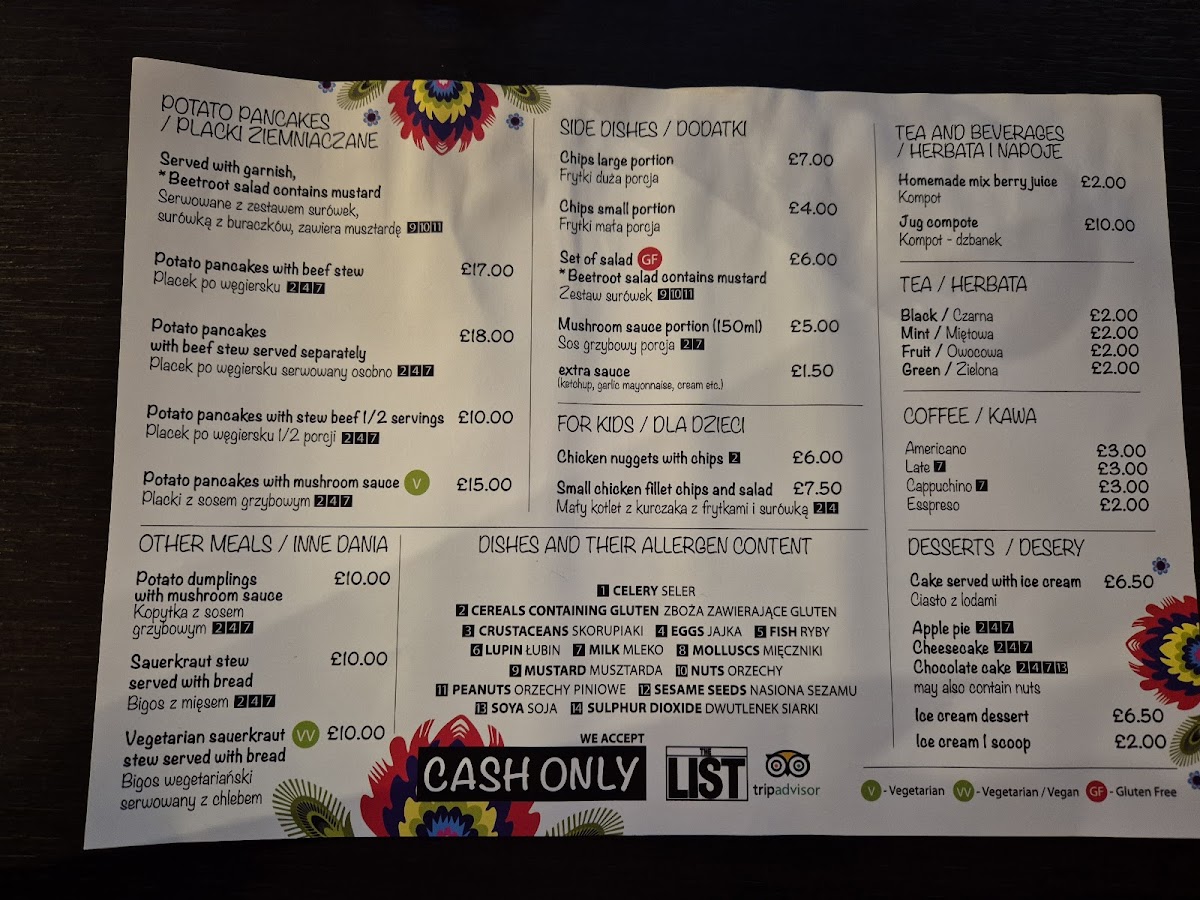 POTATO PANCAKES
/ PLACKI ZIEMNIACZANE
Served with garnish,
* Beetroot salad contains mustard
Serwowane z zestawem surówek,
surówką z buraczków, zawiera musztardę 9 10 11
Potato pancakes with beef stew £17.00
Placek po węgiersku 2 4 7
Potato pancakes
with beef stew served separately £18.00
Placek po węgiersku serwowany osobno 2 4 7
Potato pancakes with stew beef 1/2 servings £10.00
Placek po węgiersku 1/2 porcji 2 4 7
Potato pancakes with mushroom sauce V £15.00
Placki z sosem grzybowym 2 4 7
SIDE DISHES / DODATKI
Chips large portion £7.00
Frytki duża porcja
Chips small portion £4.00
Frytki mała porcja
Set of salad GF £6.00
* Beetroot salad contains mustard
Zestaw surówek 9 10 11
Mushroom sauce portion (150ml) £5.00
Sos grzybowy porcja 2 7
extra sauce £1.50
(ketchup, garlic mayonnaise, cream etc.)
FOR KIDS / DLA DZIECI
Chicken nuggets with chips 2 £6.00
Small chicken fillet chips and salad £7.50
Mały kotlet z kurczaka z frytkami i surówką 2 4
TEA AND BEVERAGES
/ HERBATA I NAPOJE
Homemade mix berry juice £2.00
Kompot
Jug compote £10.00
Kompot - dzbanek
TEA / HERBATA
Black / Czarna £2.00
Mint / Miętowa £2.00
Fruit / Owocowa £2.00
Green / Zielona £2.00
COFFEE / KAWA
Americano £3.00
Late 7 £3.00
Cappuchino 7 £3.00
Esspreso £2.00
DESSERTS / DESERY
Cake served with ice cream £6.50
Ciasto z lodami
Apple pie 2 4 7
Cheesecake 2 4 7
Chocolate cake 2 4 7 13
may also contain nuts
Ice cream dessert £6.50
Ice cream 1 scoop £2.00
V - Vegetarian VV - Vegetarian / Vegan GF - Gluten Free
OTHER MEALS / INNE DANIA
Potato dumplings £10.00
with mushroom sauce
Kopytka z sosem
grzybowym 2 4 7
Sauerkraut stew £10.00
served with bread
Bigos z mięsem 2 4 7
Vegetarian sauerkraut VV £10.00
stew served with bread
Bigos wegetariański
serwowany z chlebem
DISHES AND THEIR ALLERGEN CONTENT
1 CELERY SELER
2 CEREALS CONTAINING GLUTEN ZBOŻA ZAWIERAJĄCE GLUTEN
3 CRUSTACEANS SKORUPIAKI 4 EGGS JAJKA 5 FISH RYBY
6 LUPIN ŁUBIN 7 MILK MLEKO 8 MOLLUSCS MIĘCZNIKI
9 MUSTARD MUSZTARDA 10 NUTS ORZECHY
11 PEANUTS ORZECHY PINIOWE 12 SESAME SEEDS NASIONA SEZAMU
13 SOYA SOJA 14 SULPHUR DIOXIDE DWUTLENEK SIARKI
WE ACCEPT
CASH ONLY
THE LIST
tripadvisor